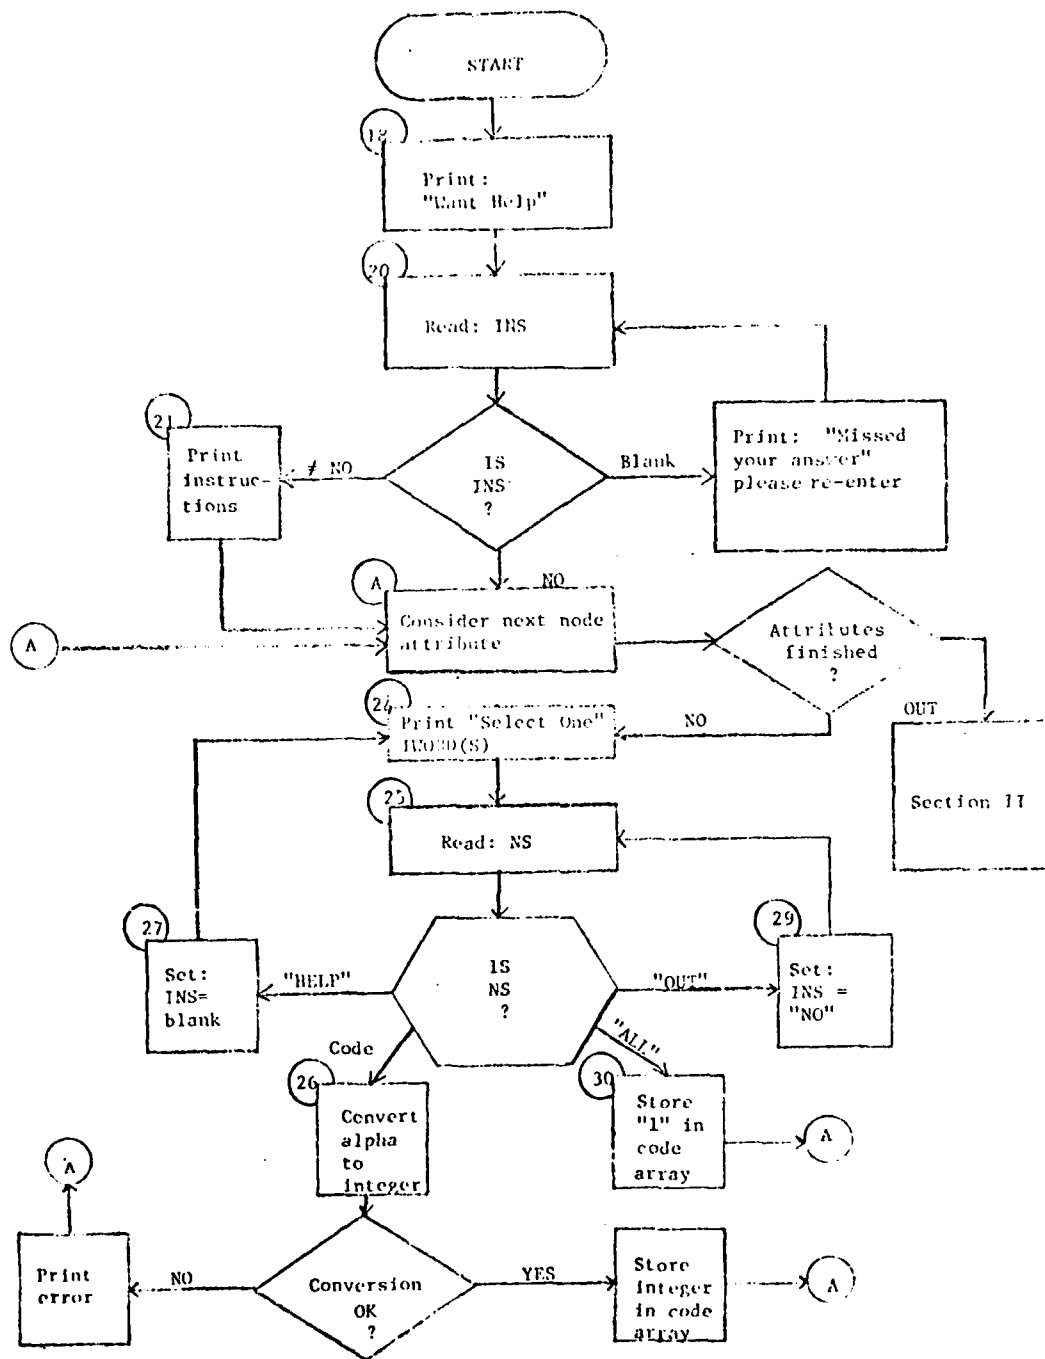 START
18
Print:
"Want Help"
20
Read: INS
21
Print
instruc-
tions
≠ NO
IS
INS
?
Blank
Print: "Missed
your answer"
please re-enter
A
NO
Consider next node
attribute
A
Attributes
finished
?
24
Print "Select One"
NO
OUT
25
Read: NS
Section II
27
Set:
INS=
blank
"HELP"
IS
NS
?
"OUT"
29
Set:
INS =
"NO"
Code
"ALL"
26
Convert
alpha
to
integer
30
Store
"1" in
code
array
A
A
Print
error
NO
Conversion
OK
?
YES
Store
integer
in code
array
A